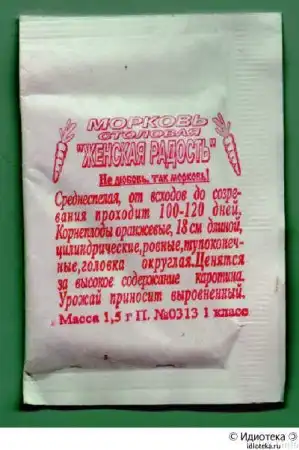 МОРКОВЬ
СТОЛОВАЯ
"ЖЕНСКАЯ РАДОСТЬ"
Не любовь, так морковь!
Среднеспелая, от всходов до созре-
вания проходит 100-120 дней.
Корнеплоды оранжевые, 18 см длиной,
цилиндрические,ровные,тупоконеч-
ные,головка округлая.Ценятся
за высокое содержание каротина.
Урожай приносит выровненный.
Масса 1,5 г П. №0313 1 класс
© Идиотека
idioteka.ru